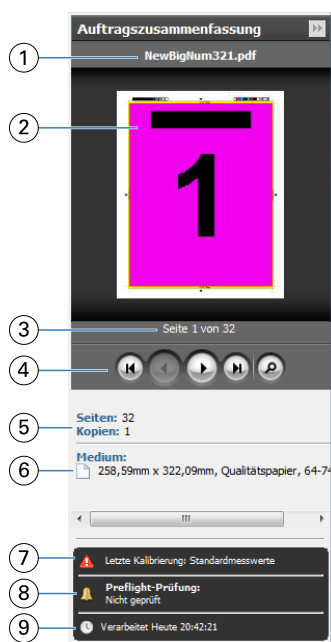 Auftragszusammenfassung
1
NewBigNum321.pdf
2
1
3
Seite 1 von 32
4
5
Seiten: 32
Kopien: 1
6
Medium:
258,59mm x 322,09mm, Qualitätspapier, 64-74
7
Letzte Kalibrierung: Standardmesswerte
8
Preflight-Prüfung:
Nicht geprüft
9
Verarbeitet Heute 20:42:21